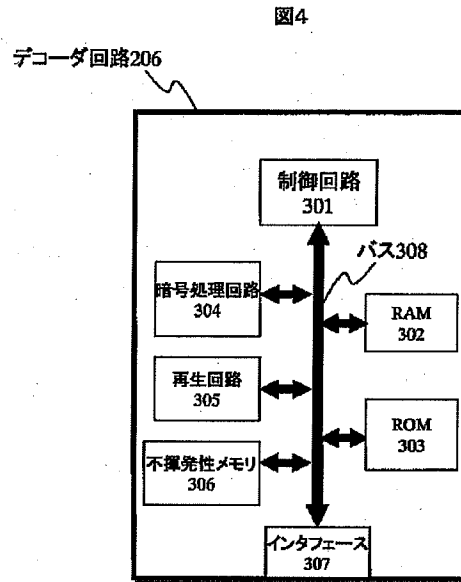 図4
デコーダ回路206
制御回路
301
バス308
暗号処理回路
304
RAM
302
再生回路
305
ROM
303
不揮発性メモリ
306
インタフェース
307